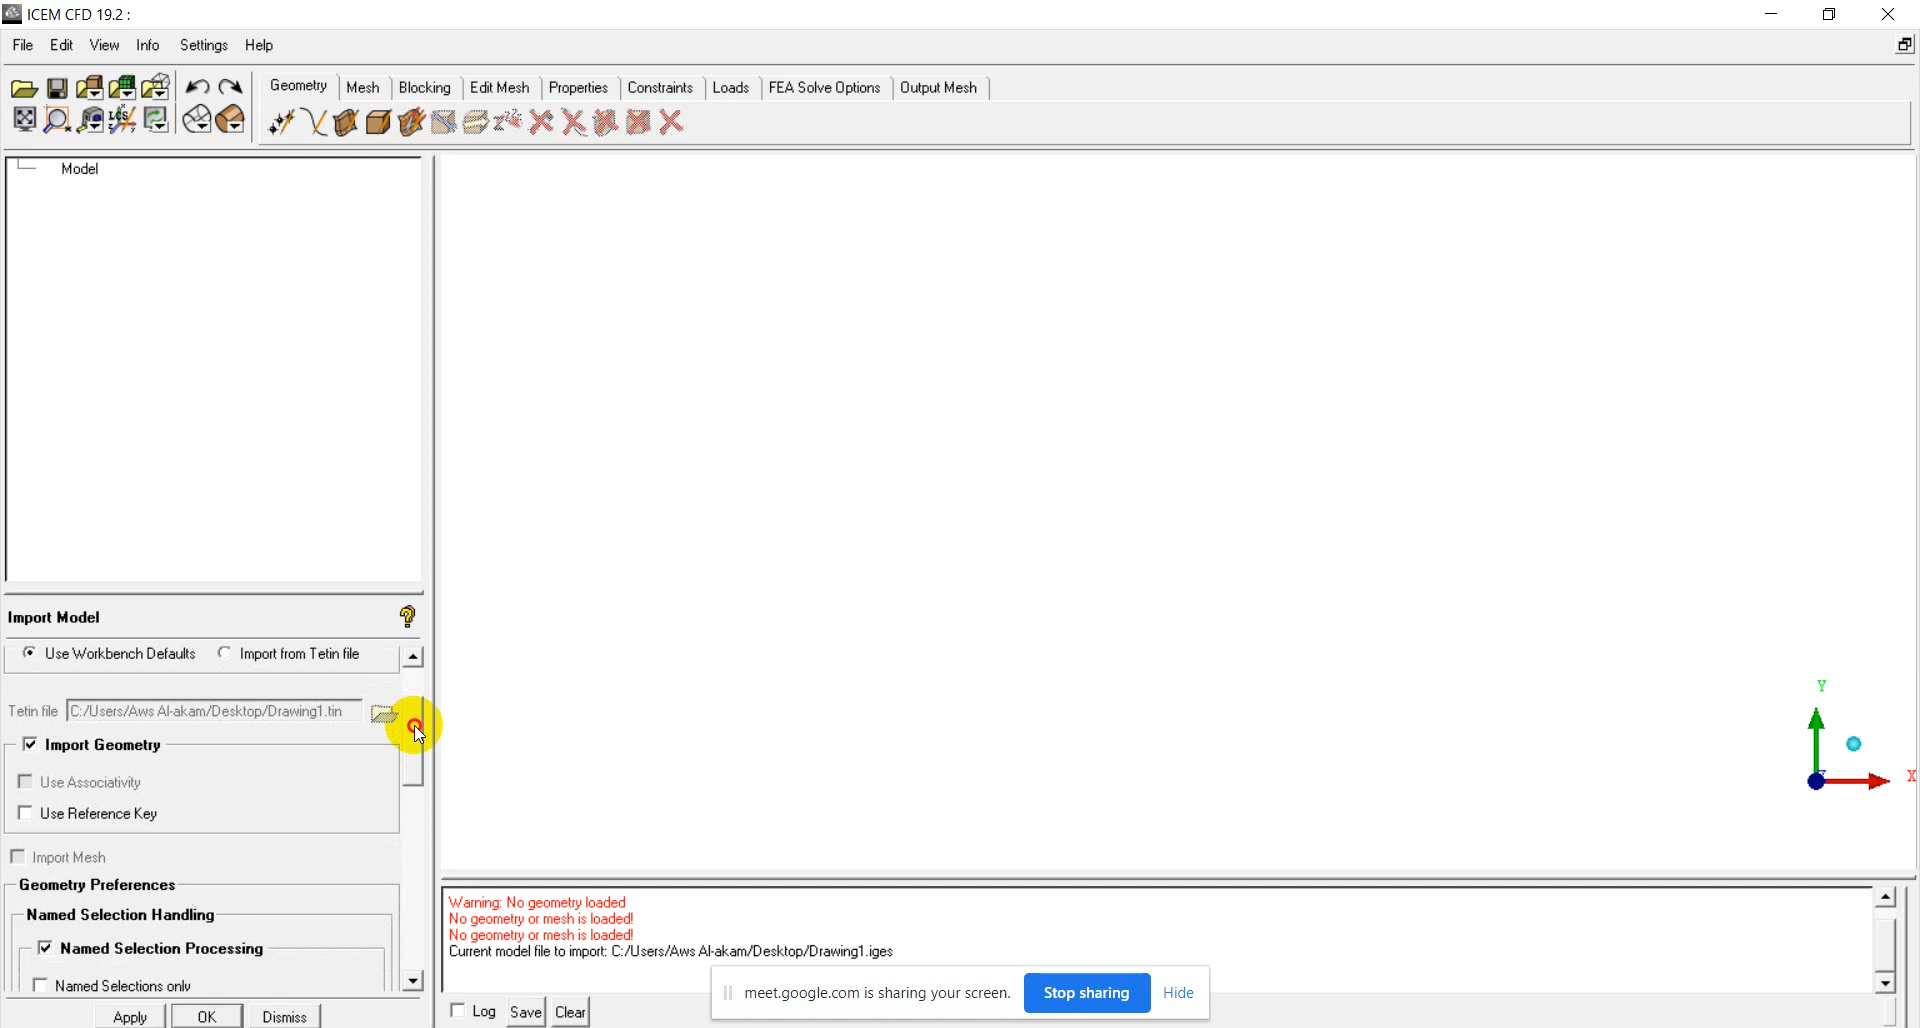 ICEM CFD 19.2 :
File Edit View Info Settings Help
Geometry Mesh Blocking Edit Mesh Properties Constraints Loads FEA Solve Options Output Mesh
LCS
Model
Import Model
Use Workbench Defaults Import from Tetin file
Tetin file C:/Users/Aws Al-akam/Desktop/Drawing1.tin
Import Geometry
Use Associativity
Use Reference Key
Import Mesh
Geometry Preferences
Named Selection Handling
Named Selection Processing
Named Selections only
Apply OK Dismiss
Y
X
Z
Warning: No geometry loaded
No geometry or mesh is loaded!
No geometry or mesh is loaded!
Current model file to import: C:/Users/Aws Al-akam/Desktop/Drawing1.iges
meet.google.com is sharing your screen. Stop sharing Hide
Log Save Clear